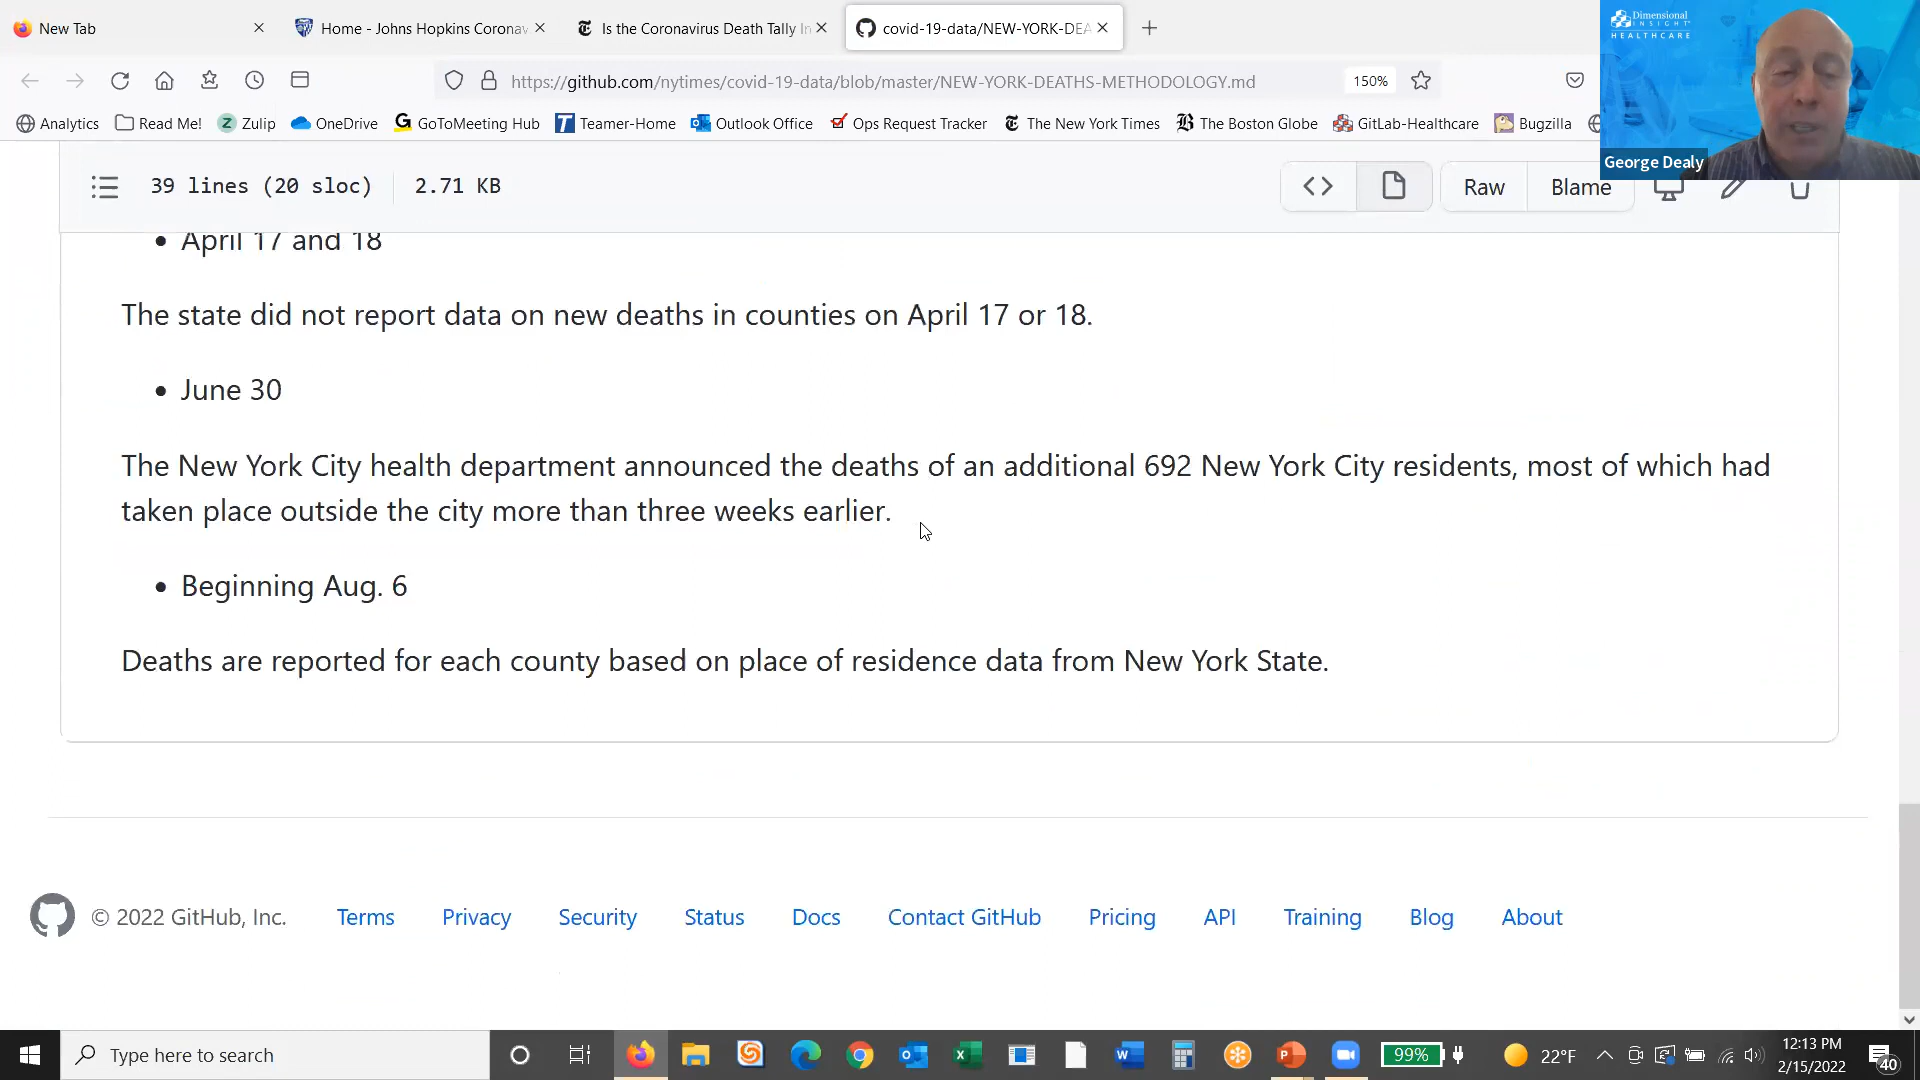 New Tab
Home - Johns Hopkins Coronav
Is the Coronavirus Death Tally In
covid-19-data/NEW-YORK-DEA
https://github.com/nytimes/covid-19-data/blob/master/NEW-YORK-DEATHS-METHODOLOGY.md
150%
Analytics
Read Me!
Zulip
OneDrive
GoToMeeting Hub
Teamer-Home
Outlook Office
Ops Request Tracker
The New York Times
The Boston Globe
GitLab-Healthcare
Bugzilla
Dimensional
INSIGHT
HEALTHCARE
George Dealy
39 lines (20 sloc)
2.71 KB
Raw
Blame
• April 17 and 18
The state did not report data on new deaths in counties on April 17 or 18.
• June 30
The New York City health department announced the deaths of an additional 692 New York City residents, most of which had
taken place outside the city more than three weeks earlier.
• Beginning Aug. 6
Deaths are reported for each county based on place of residence data from New York State.
© 2022 GitHub, Inc.
Terms
Privacy
Security
Status
Docs
Contact GitHub
Pricing
API
Training
Blog
About
Type here to search
99%
22°F
12:13 PM
2/15/2022
40